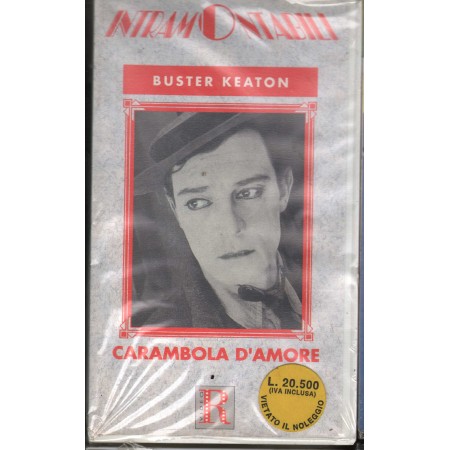 INTRAMONTABILI
BUSTER KEATON
CARAMBOLA D'AMORE
R
L. 20.500
(IVA INCLUSA)
VIETATO IL NOLEGGIO